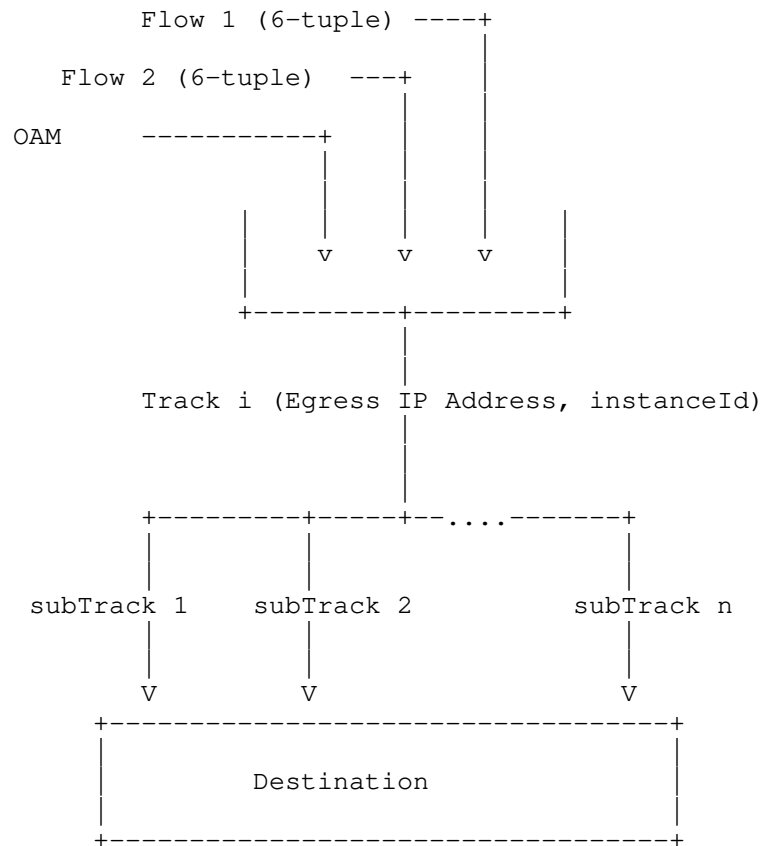 Flow 1 (6-tuple) ----+
Flow 2 (6-tuple) ---+
OAM -----------+
v v v
+---------+---------+
Track i (Egress IP Address, instanceId)
+---------+-----+--....-------+
subTrack 1 subTrack 2 subTrack n
V V V
+-----------------------------------+
Destination
+-----------------------------------+